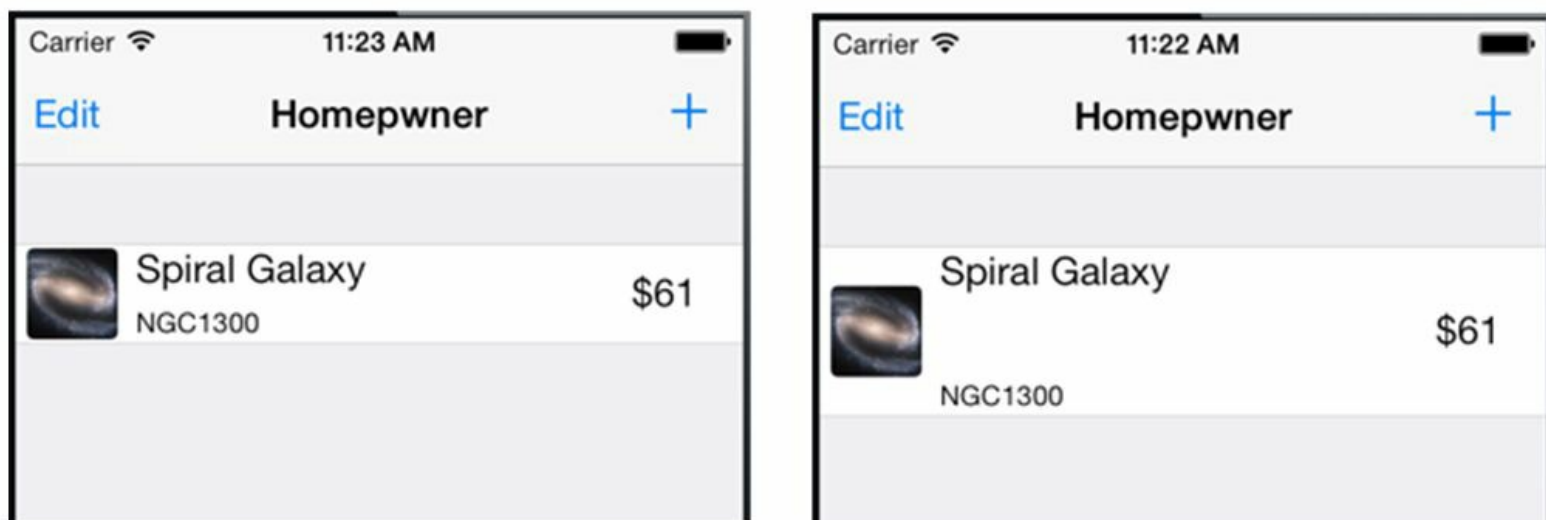 Carrier 11:23 AM
Edit Homepwner +
Spiral Galaxy
$61
NGC1300
Carrier 11:22 AM
Edit Homepwner +
Spiral Galaxy
$61
NGC1300